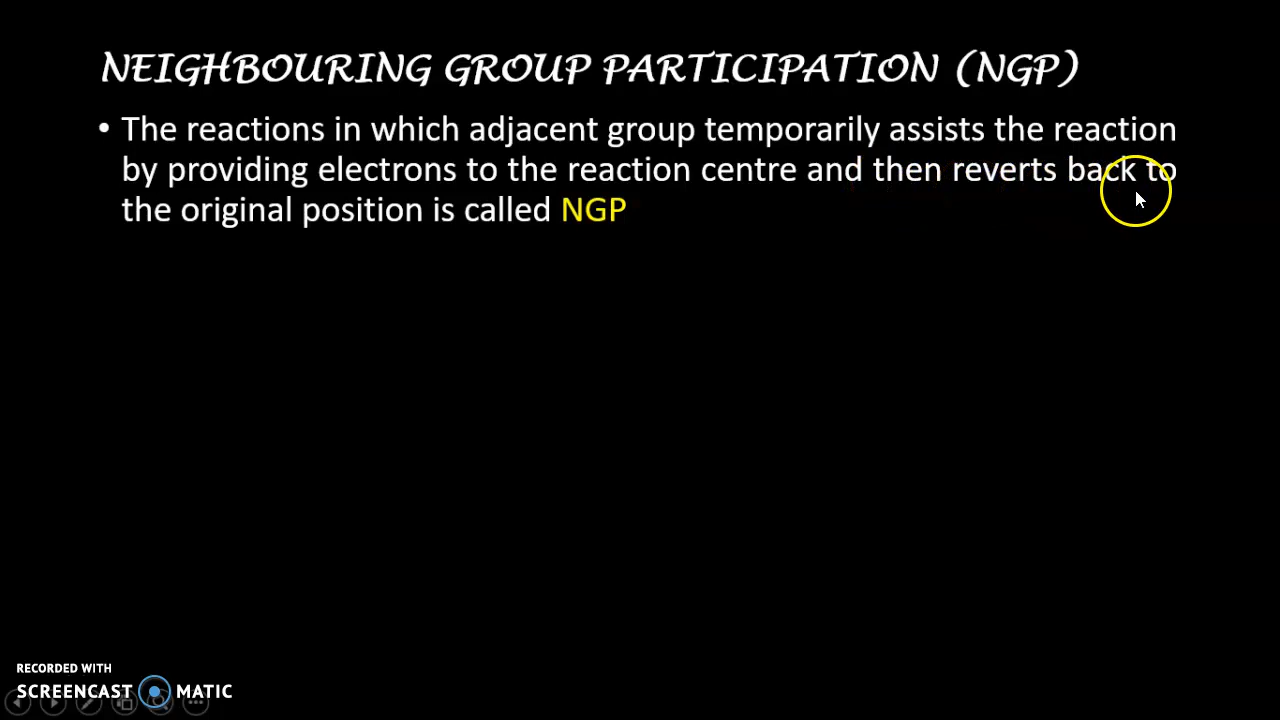 NEIGHBOURING GROUP PARTICIPATION (NGP)
• The reactions in which adjacent group temporarily assists the reaction
by providing electrons to the reaction centre and then reverts back to
the original position is called NGP
RECORDED WITH
SCREENCAST MATIC